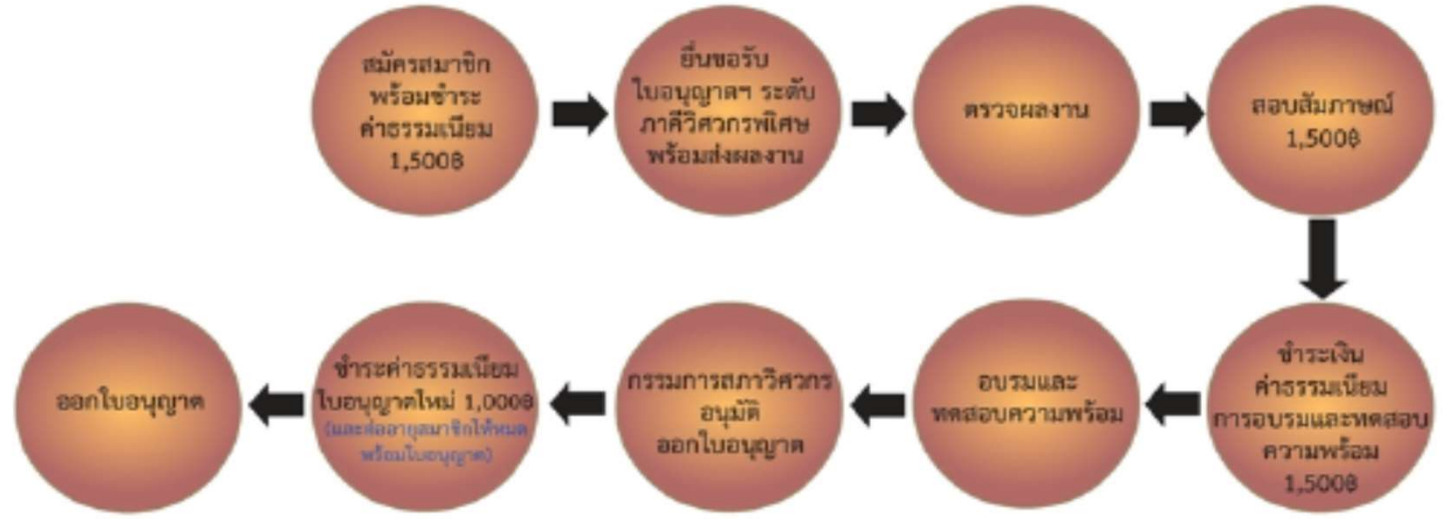 สมัครสมาชิก
พร้อมชำระ
ค่าธรรมเนียม
1,500฿
ยื่นขอรับ
ใบอนุญาตฯ ระดับ
ภาคีวิศวกรพิเศษ
พร้อมส่งผลงาน
ตรวจผลงาน
สอบสัมภาษณ์
1,500฿
ชำระเงิน
ค่าธรรมเนียม
การอบรมและทดสอบ
ความพร้อม
1,500฿
อบรมและ
ทดสอบความพร้อม
กรรมการสภาวิศวกร
อนุมัติ
ออกใบอนุญาต
ชำระค่าธรรมเนียม
ใบอนุญาตใหม่ 1,000฿
(และต่ออายุสมาชิกให้หมด
พร้อมใบอนุญาต)
ออกใบอนุญาต